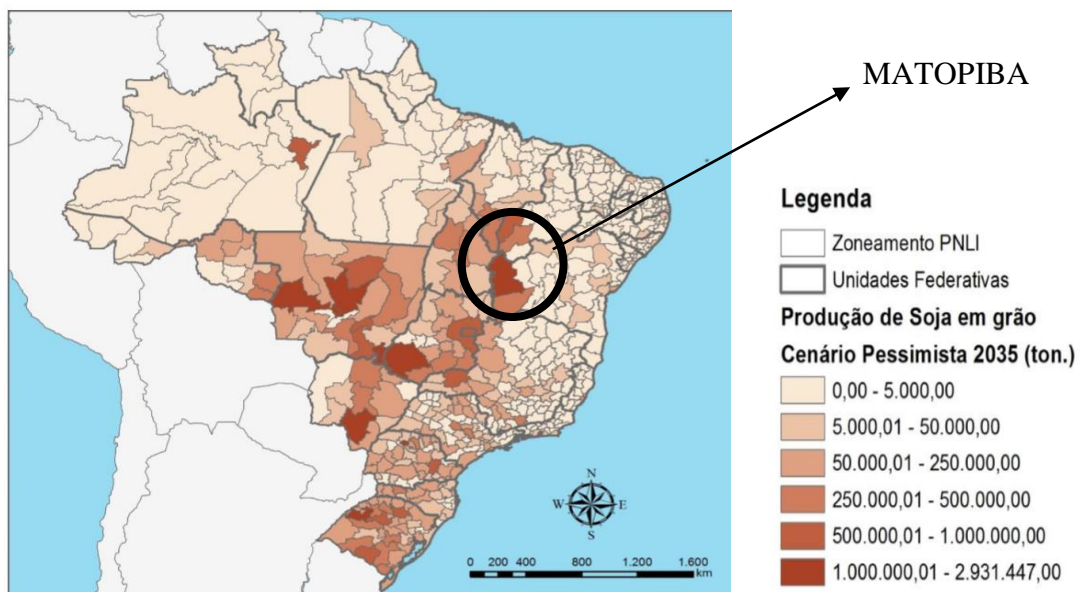 MATOPIBA
Legenda
Zoneamento PNLI
Unidades Federativas
Produção de Soja em grão
Cenário Pessimista 2035 (ton.)
0,00 - 5.000,00
5.000,01 - 50.000,00
50.000,01 - 250.000,00
250.000,01 - 500.000,00
500.000,01 - 1.000.000,00
1.000.000,01 - 2.931.447,00
N
W E
S
0 200 400 800 1.200 1.600
km